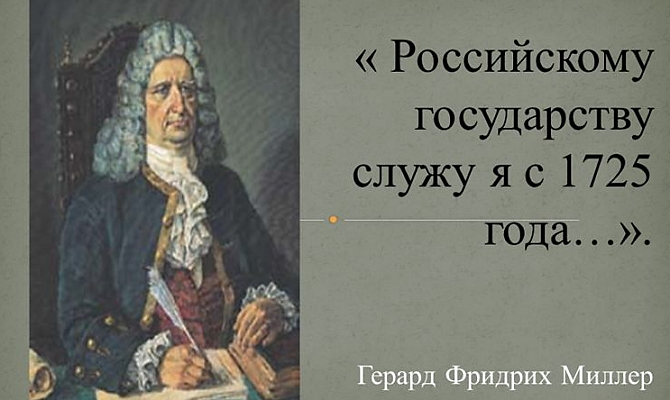 « Российскому
государству
служу я с 1725
года…».
Герард Фридрих Миллер